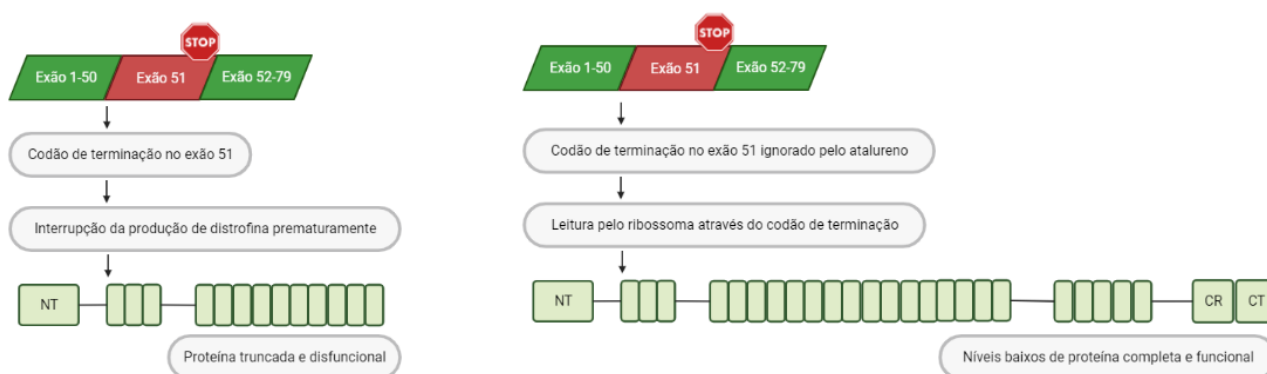 STOP
Exão 1-50
Exão 51
Exão 52-79
Codão de terminação no exão 51
Interrupção da produção de distrofina prematuramente
NT
Proteína truncada e disfuncional
STOP
Exão 1-50
Exão 51
Exão 52-79
Codão de terminação no exão 51 ignorado pelo atalureno
Leitura pelo ribossoma através do codão de terminação
NT
CR
CT
Níveis baixos de proteína completa e funcional